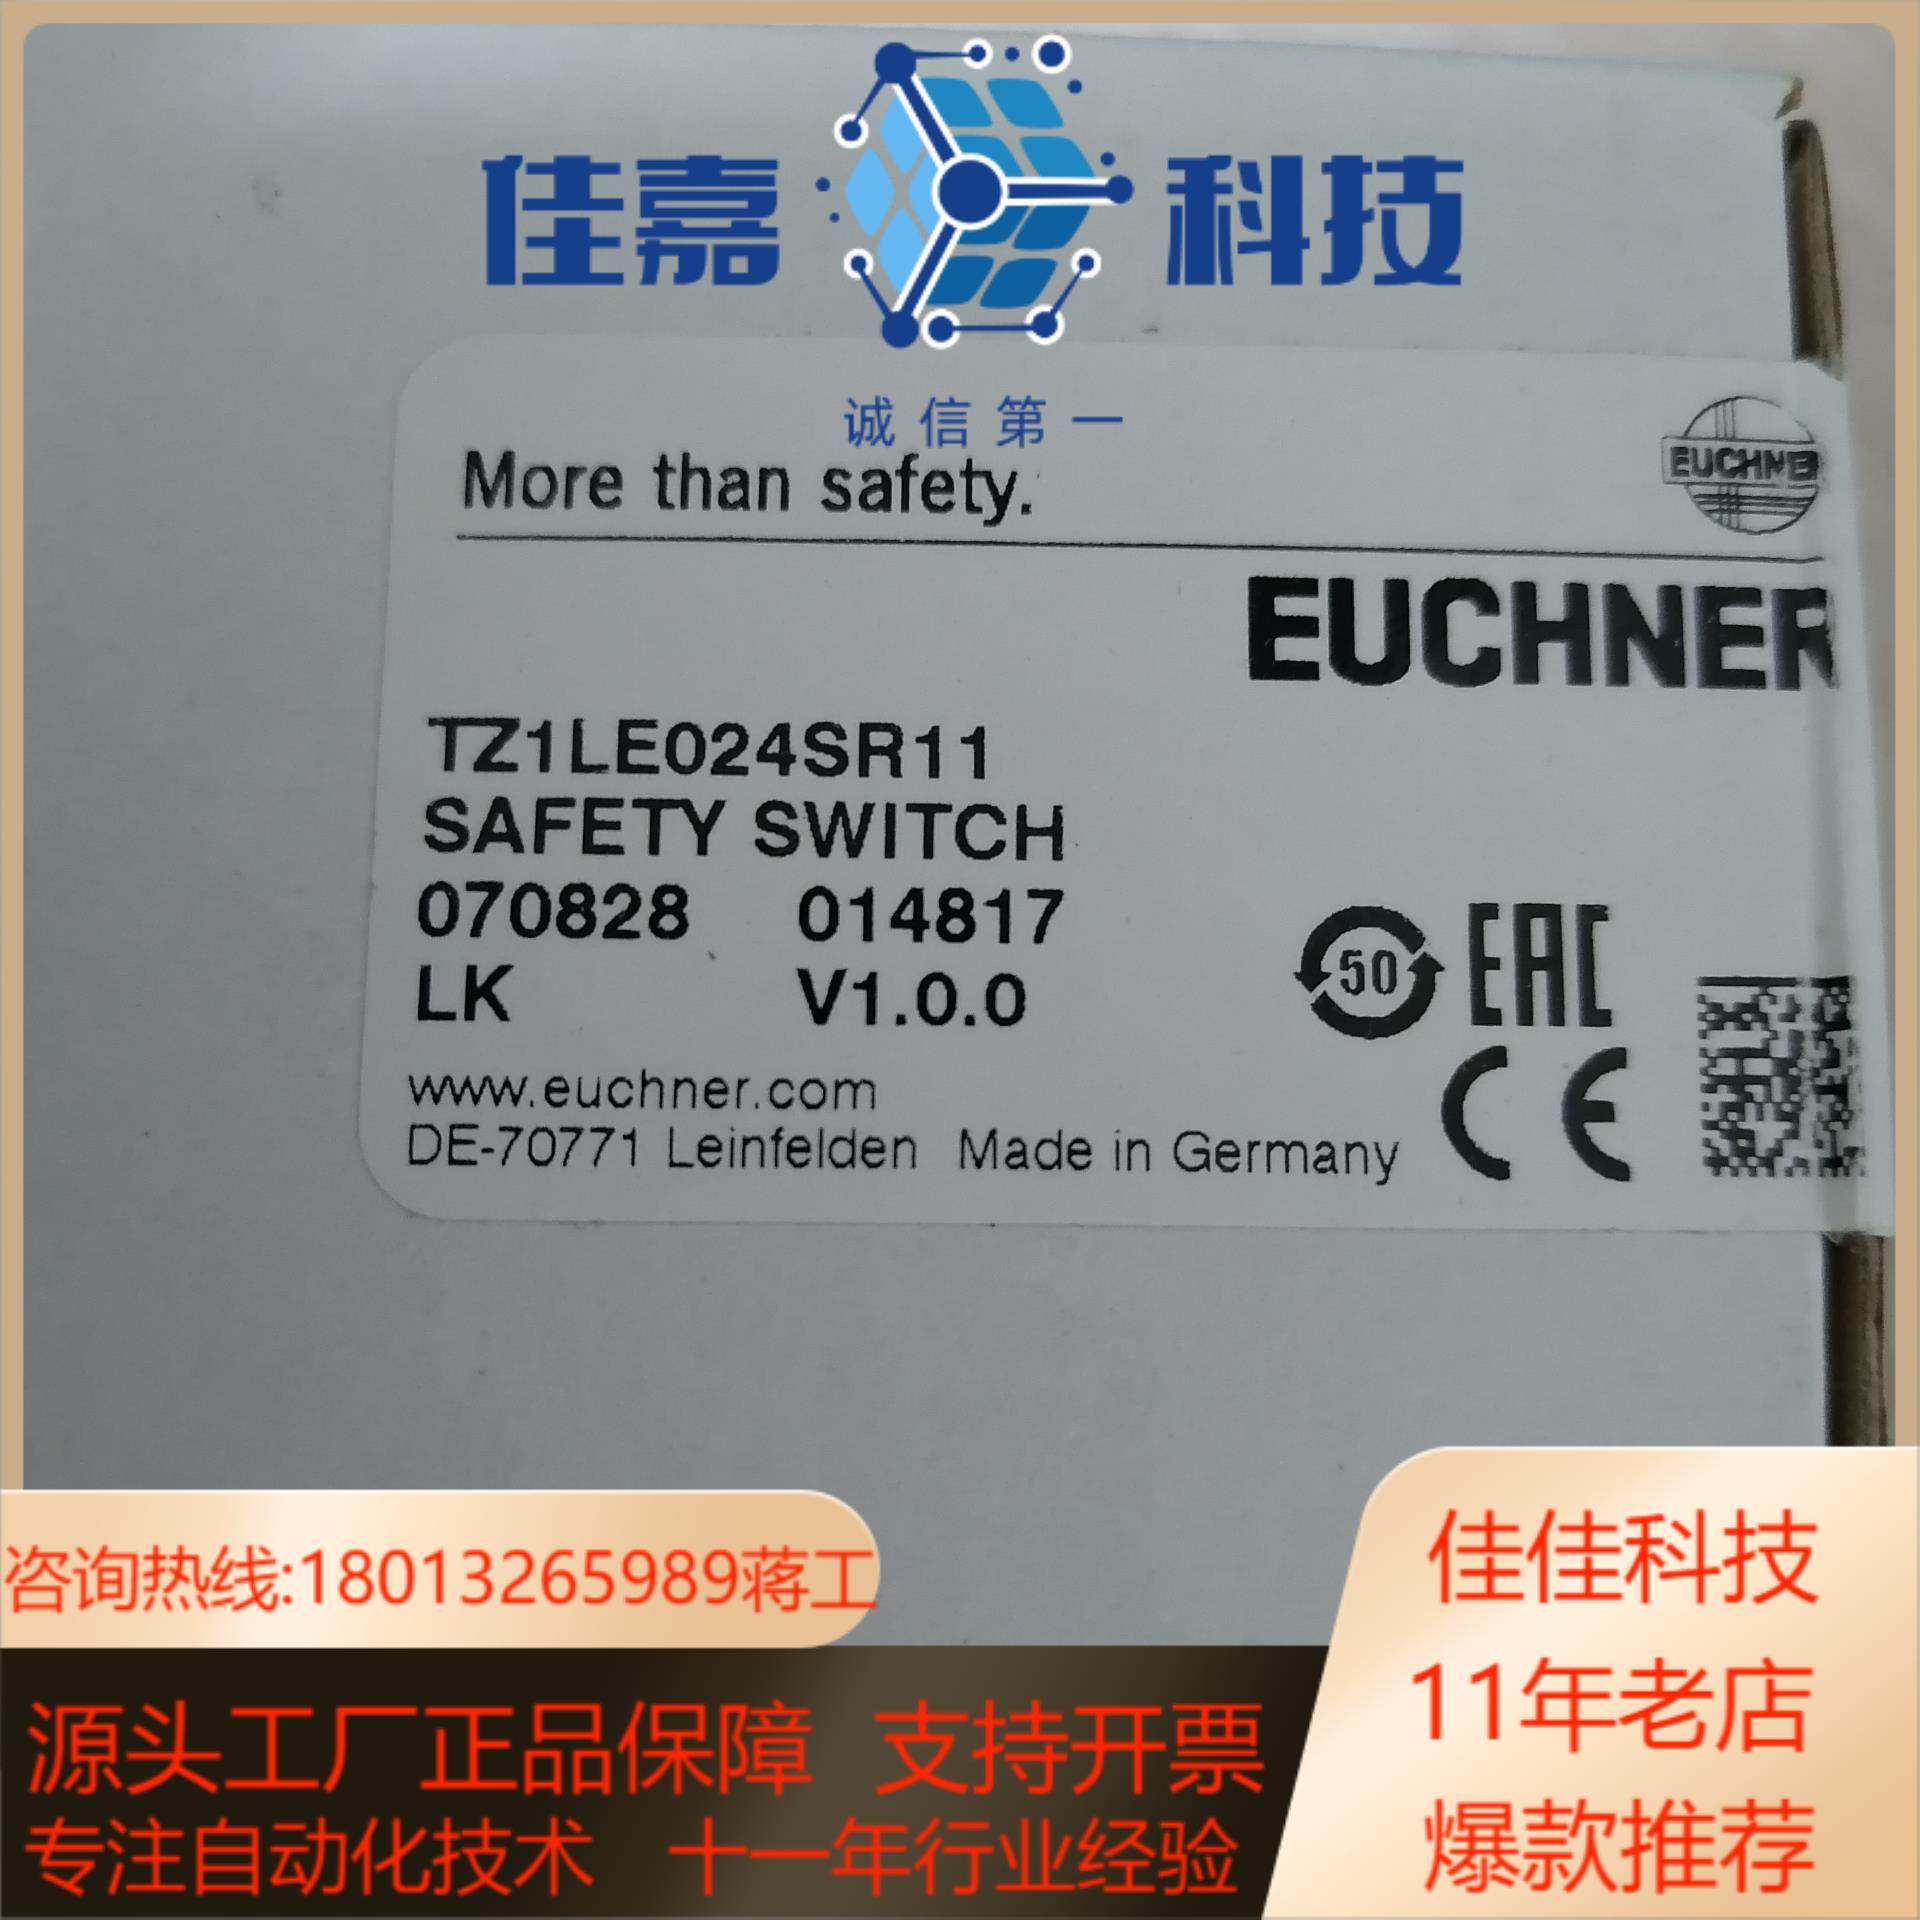 佳嘉科技
诚信第一
More than safety.
EUCHNER
EUCHNER
TZ1LE024SR11
SAFETY SWITCH
070828 014817
LK V1.0.0
50 EAC
www.euchner.com
DE-70771 Leinfelden Made in Germany CE
咨询热线:18013265989蒋工
佳佳科技
11年老店
爆款推荐
源头工厂正品保障 支持开票
专注自动化技术 十一年行业经验